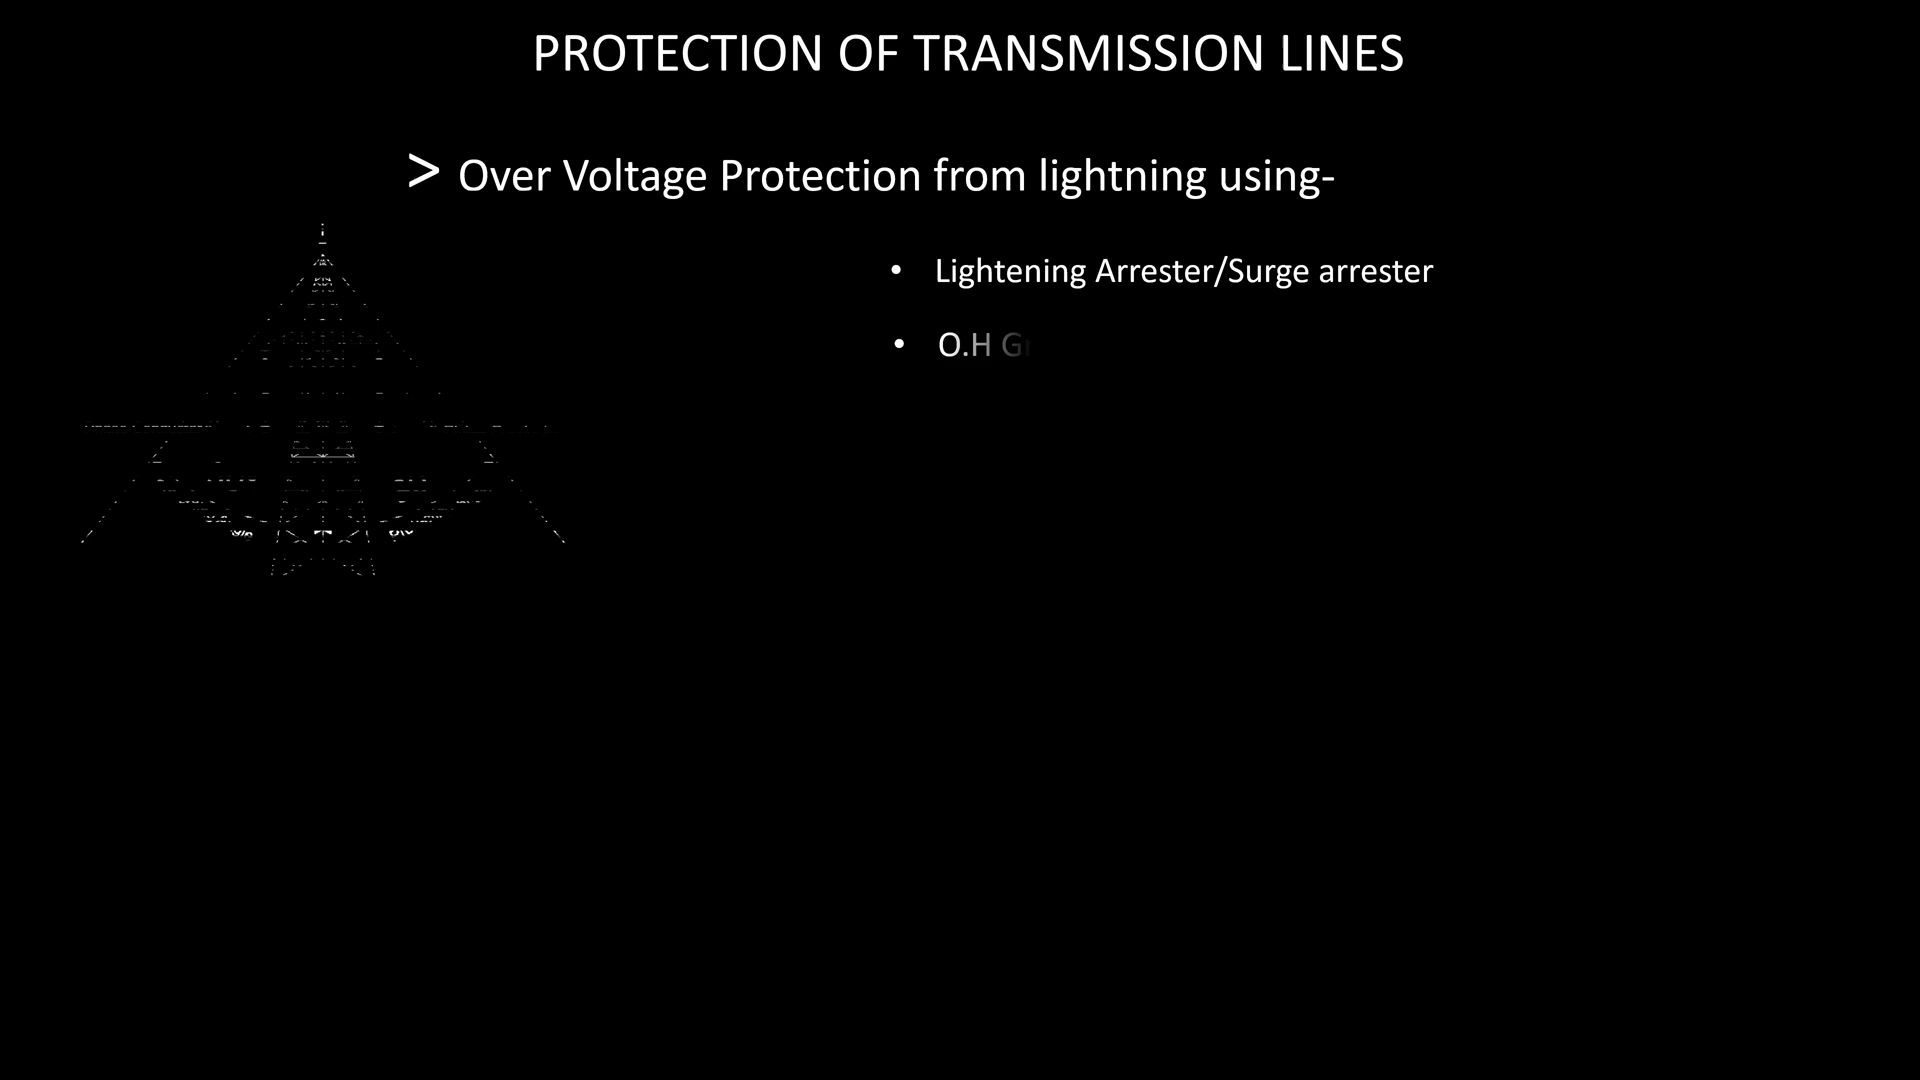 PROTECTION OF TRANSMISSION LINES
> Over Voltage Protection from lightning using-
• Lightening Arrester/Surge arrester
• O.H